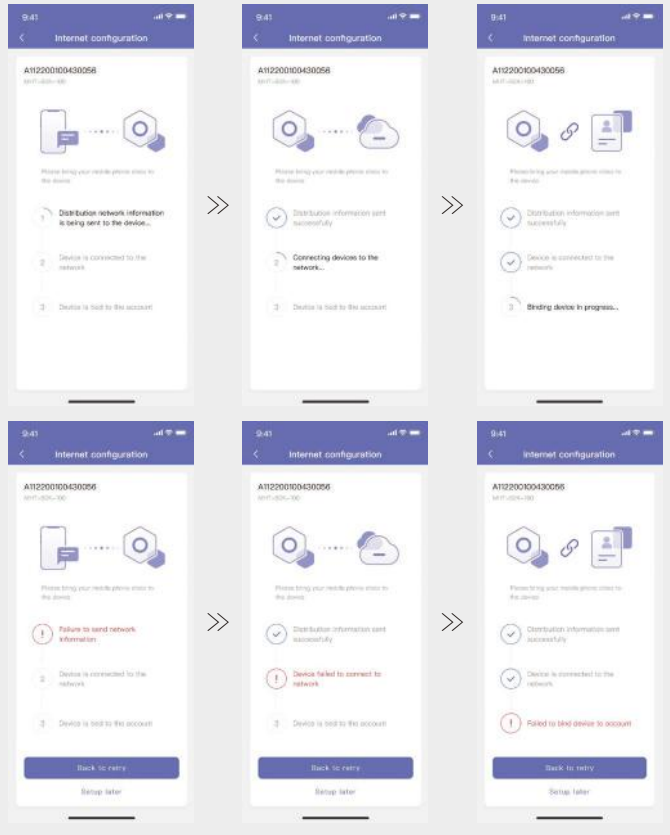 9:41
Internet configuration
A112200100430056
Please bring your mobile phone close to
the device
1
Distribution network information
is being sent to the device...
2
Device is connected to the
network
3
Device is tied to the account
9:41
Internet configuration
A112200100430056
Please bring your mobile phone close to
the device
Distribution information sent
successfully
2
Connecting devices to the
network...
3
Device is tied to the account
9:41
Internet configuration
A112200100430056
Please bring your mobile phone close to
the device
Distribution information sent
successfully
Device is connected to the
network
3
Binding device in progress...
9:41
Internet configuration
A112200100430056
Please bring your mobile phone close to
the device
!
Failure to send network
information
2
Device is connected to the
network
3
Device is tied to the account
Back to retry
Setup later
9:41
Internet configuration
A112200100430056
Please bring your mobile phone close to
the device
Distribution information sent
successfully
!
Device failed to connect to
network
3
Device is tied to the account
Back to retry
Setup later
9:41
Internet configuration
A112200100430056
Please bring your mobile phone close to
the device
Distribution information sent
successfully
Device is connected to the
network
!
Failed to bind device to account
Back to retry
Setup later